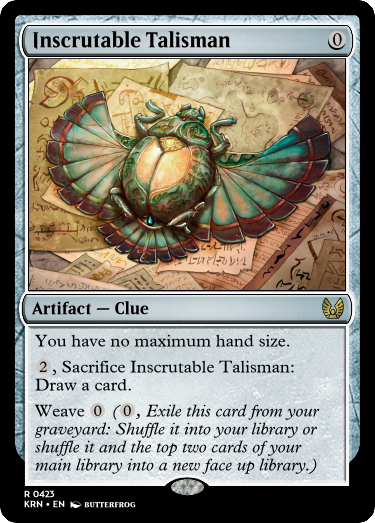 Inscrutable Talisman 0
Artifact — Clue
You have no maximum hand size.
2, Sacrifice Inscrutable Talisman:
Draw a card.
Weave 0 (0, Exile this card from your
graveyard: Shuffle it into your library or
shuffle it and the top two cards of your
main library into a new face up library.)
R 0423
KRN • EN BUTTERFROG